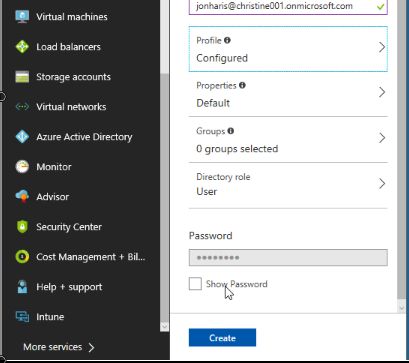 Virtual machines
Load balancers
Storage accounts
Virtual networks
Azure Active Directory
Monitor
Advisor
Security Center
Cost Management + Bil...
Help + support
Intune
More services
jonharis@christine001.onmicrosoft.com
Profile
Configured
Properties
Default
Groups
0 groups selected
Directory role
User
Password
Show Password
Create